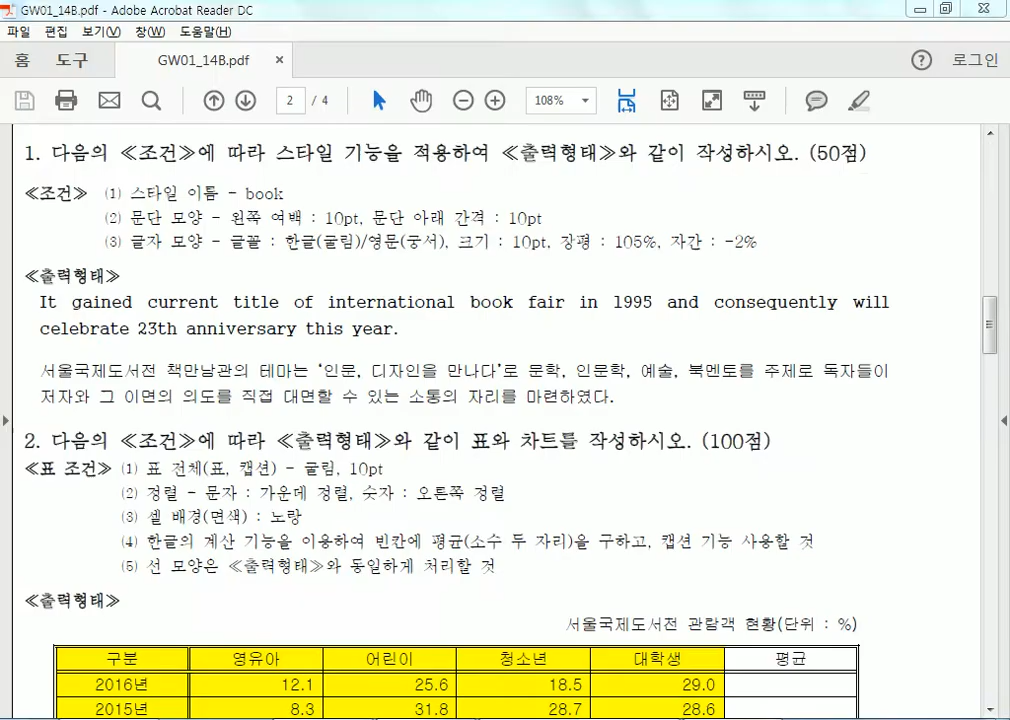 GW01_14B.pdf - Adobe Acrobat Reader DC
파일 편집 보기(V) 창(W) 도움말(H)
홈 도구 GW01_14B.pdf × ? 로그인
2 / 4 108%
1. 다음의 ≪조건≫에 따라 스타일 기능을 적용하여 ≪출력형태≫와 같이 작성하시오. (50점)
≪조건≫ (1) 스타일 이름 - book
(2) 문단 모양 - 왼쪽 여백 : 10pt, 문단 아래 간격 : 10pt
(3) 글자 모양 - 글꼴 : 한글(굴림)/영문(궁서), 크기 : 10pt, 장평 : 105%, 자간 : -2%
≪출력형태≫
It gained current title of international book fair in 1995 and consequently will
celebrate 23th anniversary this year.
서울국제도서전 책만남관의 테마는 ‘인문, 디자인을 만나다’로 문학, 인문학, 예술, 북멘토를 주제로 독자들이
저자와 그 이면의 의도를 직접 대면할 수 있는 소통의 자리를 마련하였다.
2. 다음의 ≪조건≫에 따라 ≪출력형태≫와 같이 표와 차트를 작성하시오. (100점)
≪표 조건≫ (1) 표 전체(표, 캡션) - 굴림, 10pt
(2) 정렬 - 문자 : 가운데 정렬, 숫자 : 오른쪽 정렬
(3) 셀 배경(면색) : 노랑
(4) 한글의 계산 기능을 이용하여 빈칸에 평균(소수 두 자리)을 구하고, 캡션 기능 사용할 것
(5) 선 모양은 ≪출력형태≫와 동일하게 처리할 것
≪출력형태≫
서울국제도서전 관람객 현황(단위 : %)
구분 영유아 어린이 청소년 대학생 평균
2016년 12.1 25.6 18.5 29.0
2015년 8.3 31.8 28.7 28.6